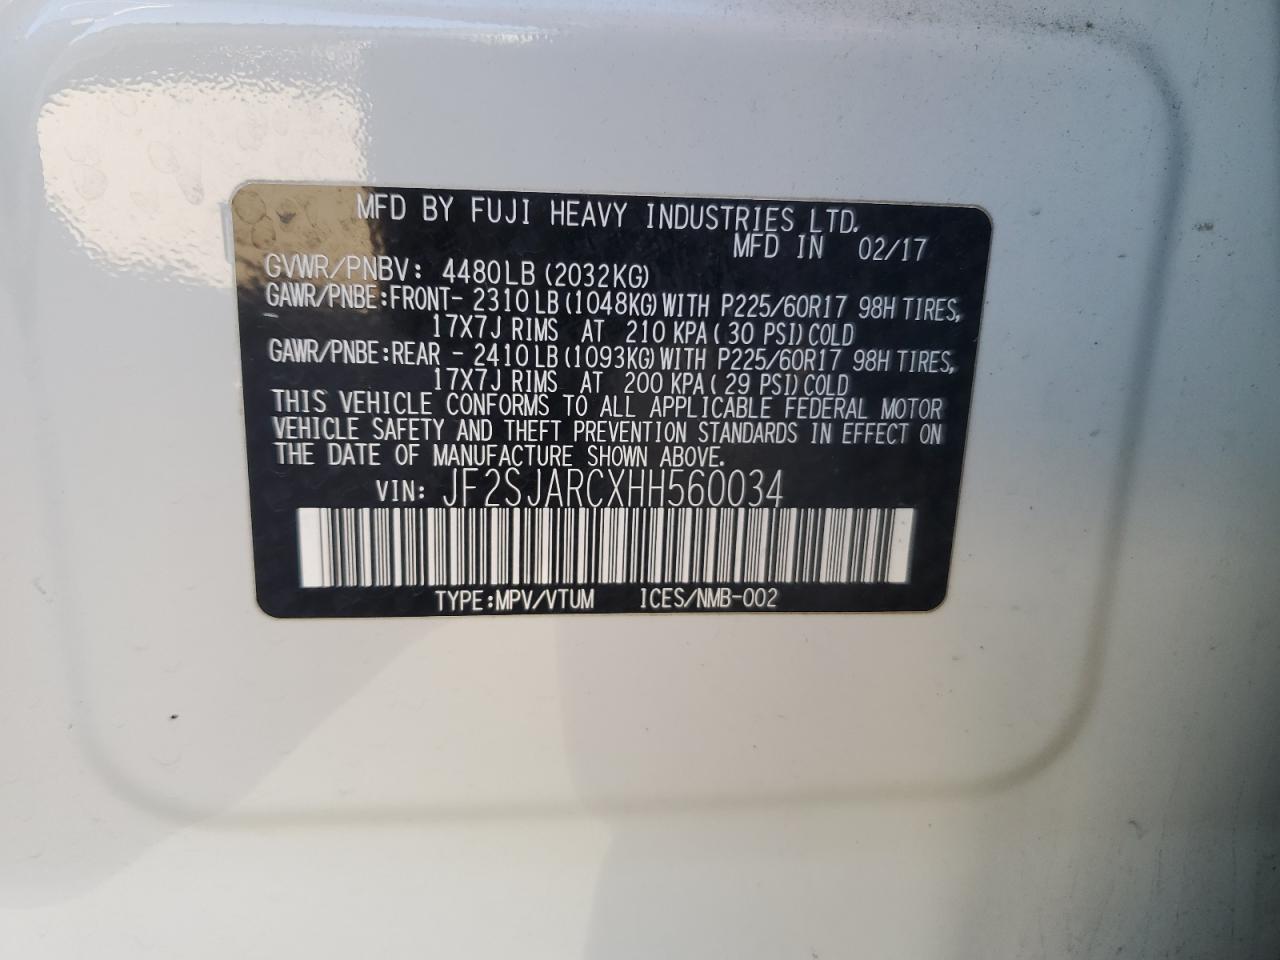 MFD BY FUJI HEAVY INDUSTRIES LTD.
MFD IN 02/17
GVWR/PNBV: 4480LB (2032KG)
GAWR/PNBE:FRONT- 2310LB (1048KG) WITH P225/60R17 98H TIRES,
17X7J RIMS AT 210 KPA ( 30 PSI) COLD
GAWR/PNBE:REAR - 2410LB (1093KG) WITH P225/60R17 98H TIRES,
17X7J RIMS AT 200 KPA ( 29 PSI) COLD
THIS VEHICLE CONFORMS TO ALL APPLICABLE FEDERAL MOTOR
VEHICLE SAFETY AND THEFT PREVENTION STANDARDS IN EFFECT ON
THE DATE OF MANUFACTURE SHOWN ABOVE.
VIN: JF2SJARCXHH560034
TYPE:MPV/VTUM ICES/NMB-002